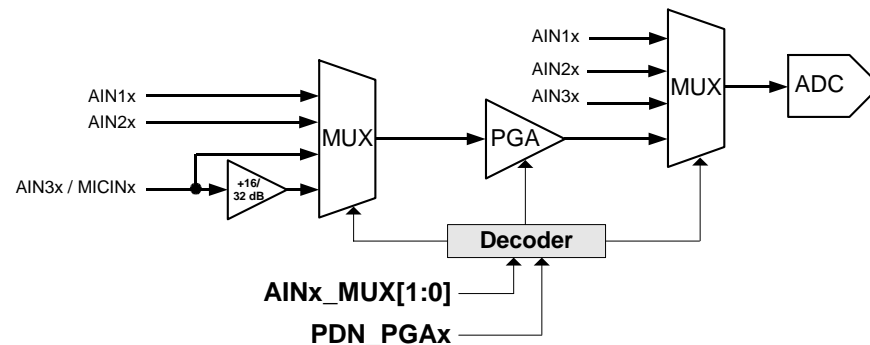 AIN1x
AIN2x
AIN3x
MUX
ADC
AIN1x
AIN2x
MUX
PGA
AIN3x / MICINx
+16/
32 dB
Decoder
AINx_MUX[1:0]
PDN_PGAx